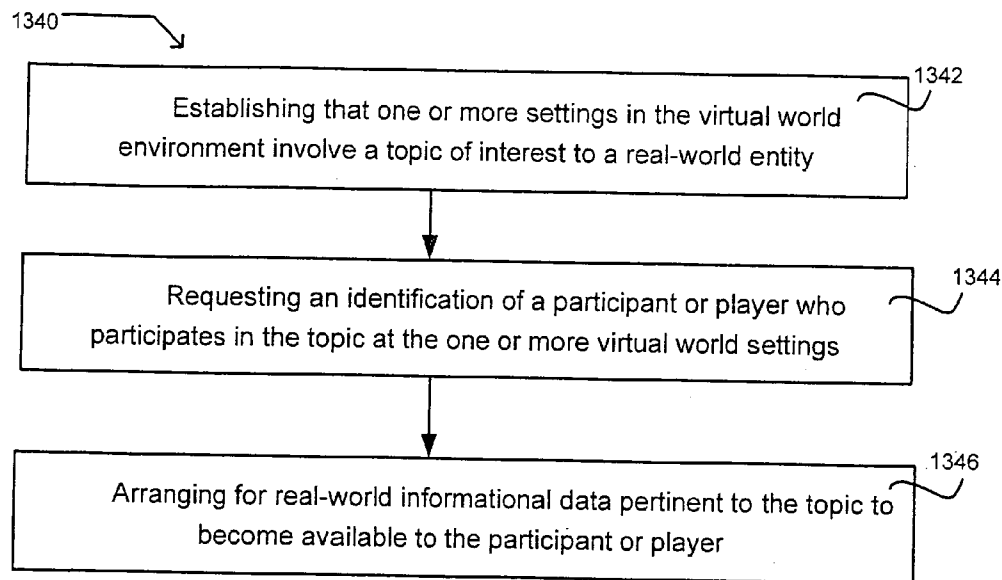 1340
1342
Establishing that one or more settings in the virtual world
environment involve a topic of interest to a real-world entity
1344
Requesting an identification of a participant or player who
participates in the topic at the one or more virtual world settings
1346
Arranging for real-world informational data pertinent to the topic to
become available to the participant or player